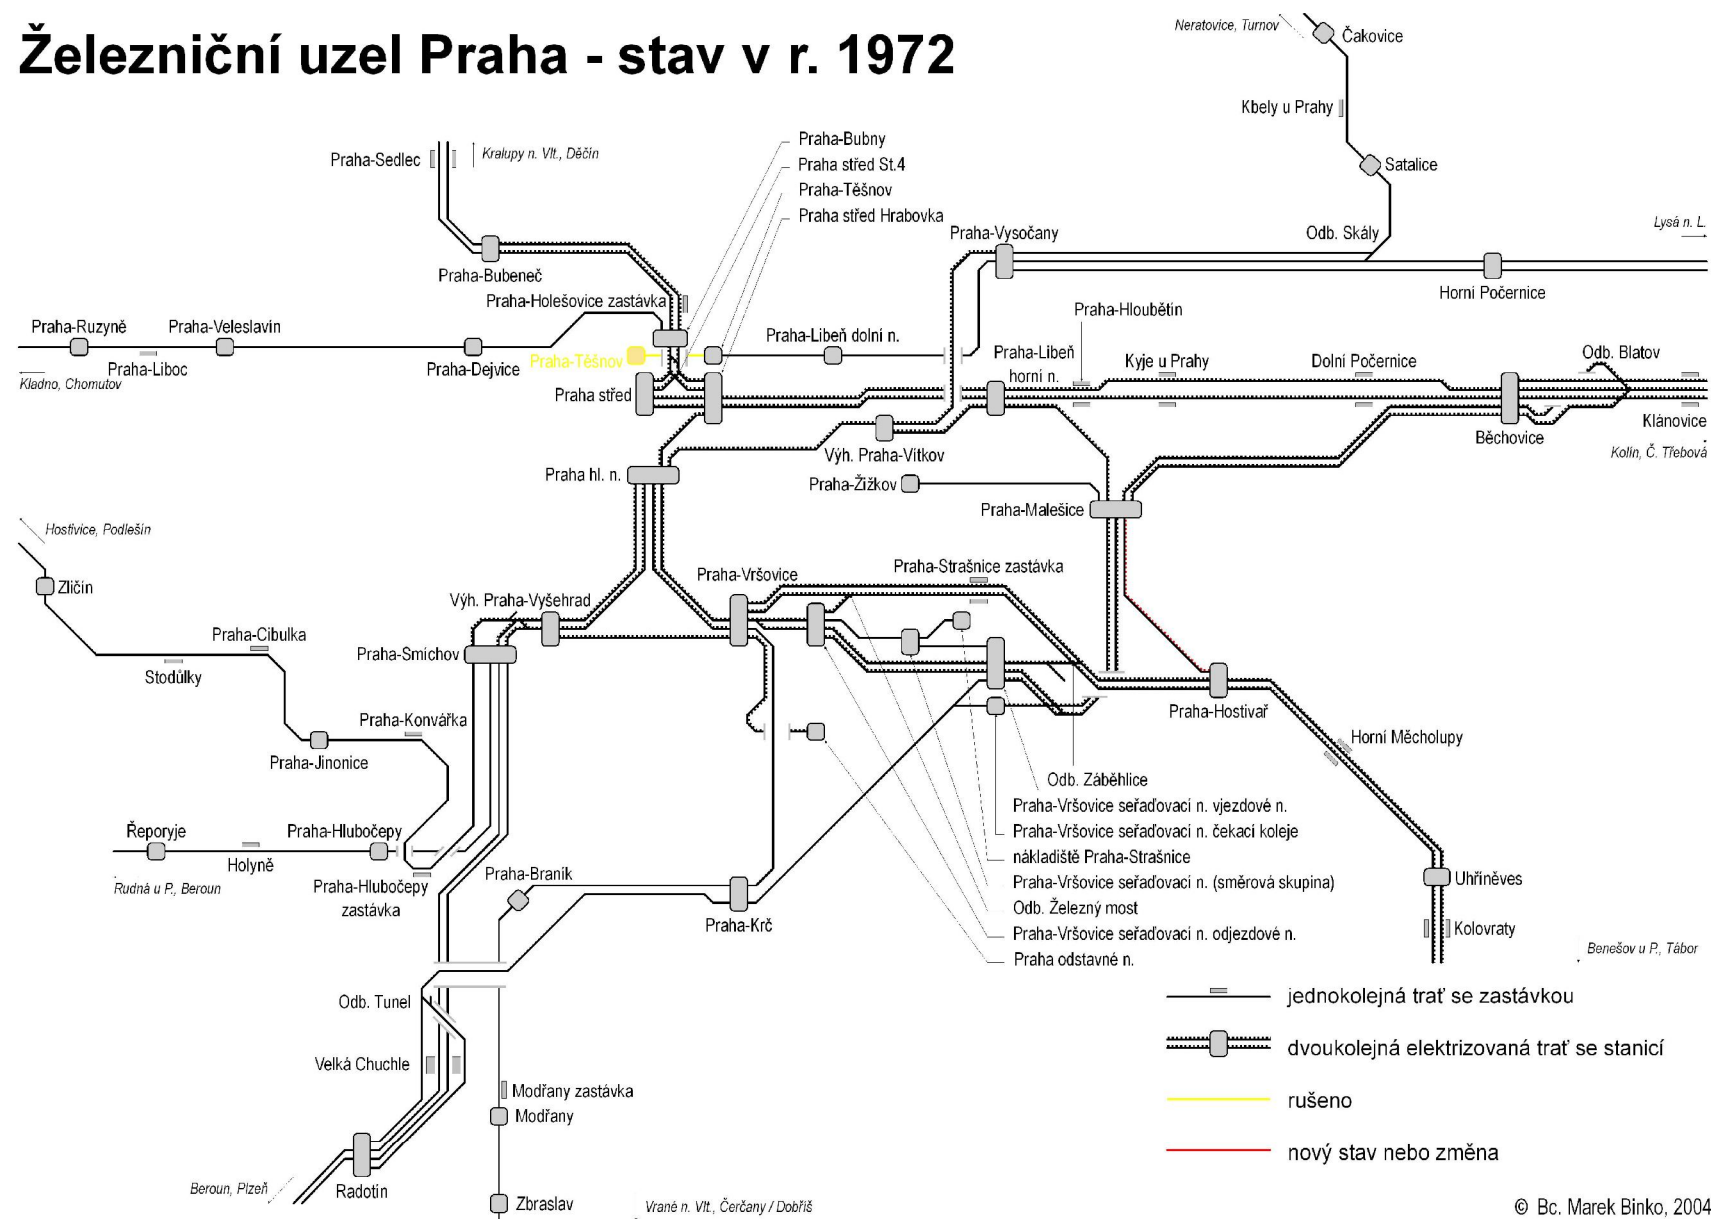 Železniční uzel Praha - stav v r. 1972
Neratovice, Turnov
Čakovice
Kbely u Prahy
Satalice
Praha-Sedlec
Kralupy n. Vlt., Děčín
Praha-Bubny
Praha střed St.4
Praha-Těšnov
Praha střed Hrabovka
Praha-Vysočany
Odb. Skály
Lysá n. L.
Praha-Bubeneč
Horní Počernice
Praha-Holešovice zastávka
Praha-Ruzyně
Praha-Veleslavín
Praha-Liboc
Praha-Dejvice
Kladno, Chomutov
Praha-Těšnov
Praha-Libeň dolní n.
Praha-Hloubětín
Praha-Libeň
horní n.
Kyje u Prahy
Dolní Počernice
Odb. Blatov
Praha střed
Klánovice
Běchovice
Kolín, Č. Třebová
Výh. Praha-Vítkov
Praha hl. n.
Praha-Žižkov
Praha-Malešice
Hostivice, Podlešín
Zličín
Praha-Vršovice
Praha-Strašnice zastávka
Výh. Praha-Vyšehrad
Praha-Cibulka
Stodůlky
Praha-Smíchov
Praha-Konvářka
Praha-Jinonice
Praha-Hostivař
Horní Měcholupy
Odb. Záběhlice
Praha-Vršovice seřaďovací n. vjezdové n.
Praha-Vršovice seřaďovací n. čekací koleje
nákladiště Praha-Strašnice
Praha-Vršovice seřaďovací n. (směrová skupina)
Odb. Železný most
Praha-Vršovice seřaďovací n. odjezdové n.
Praha odstavné n.
Řeporyje
Holyně
Praha-Hlubočepy
Rudná u P., Beroun
Praha-Hlubočepy
zastávka
Praha-Braník
Praha-Krč
Uhříněves
Kolovraty
Benešov u P., Tábor
Odb. Tunel
Velká Chuchle
Modřany zastávka
Modřany
Radotín
Beroun, Plzeň
Zbraslav
Vrané n. Vlt., Čerčany / Dobříš
jednokolejná trať se zastávkou
dvoukolejná elektrizovaná trať se stanicí
rušeno
nový stav nebo změna
© Bc. Marek Binko, 2004